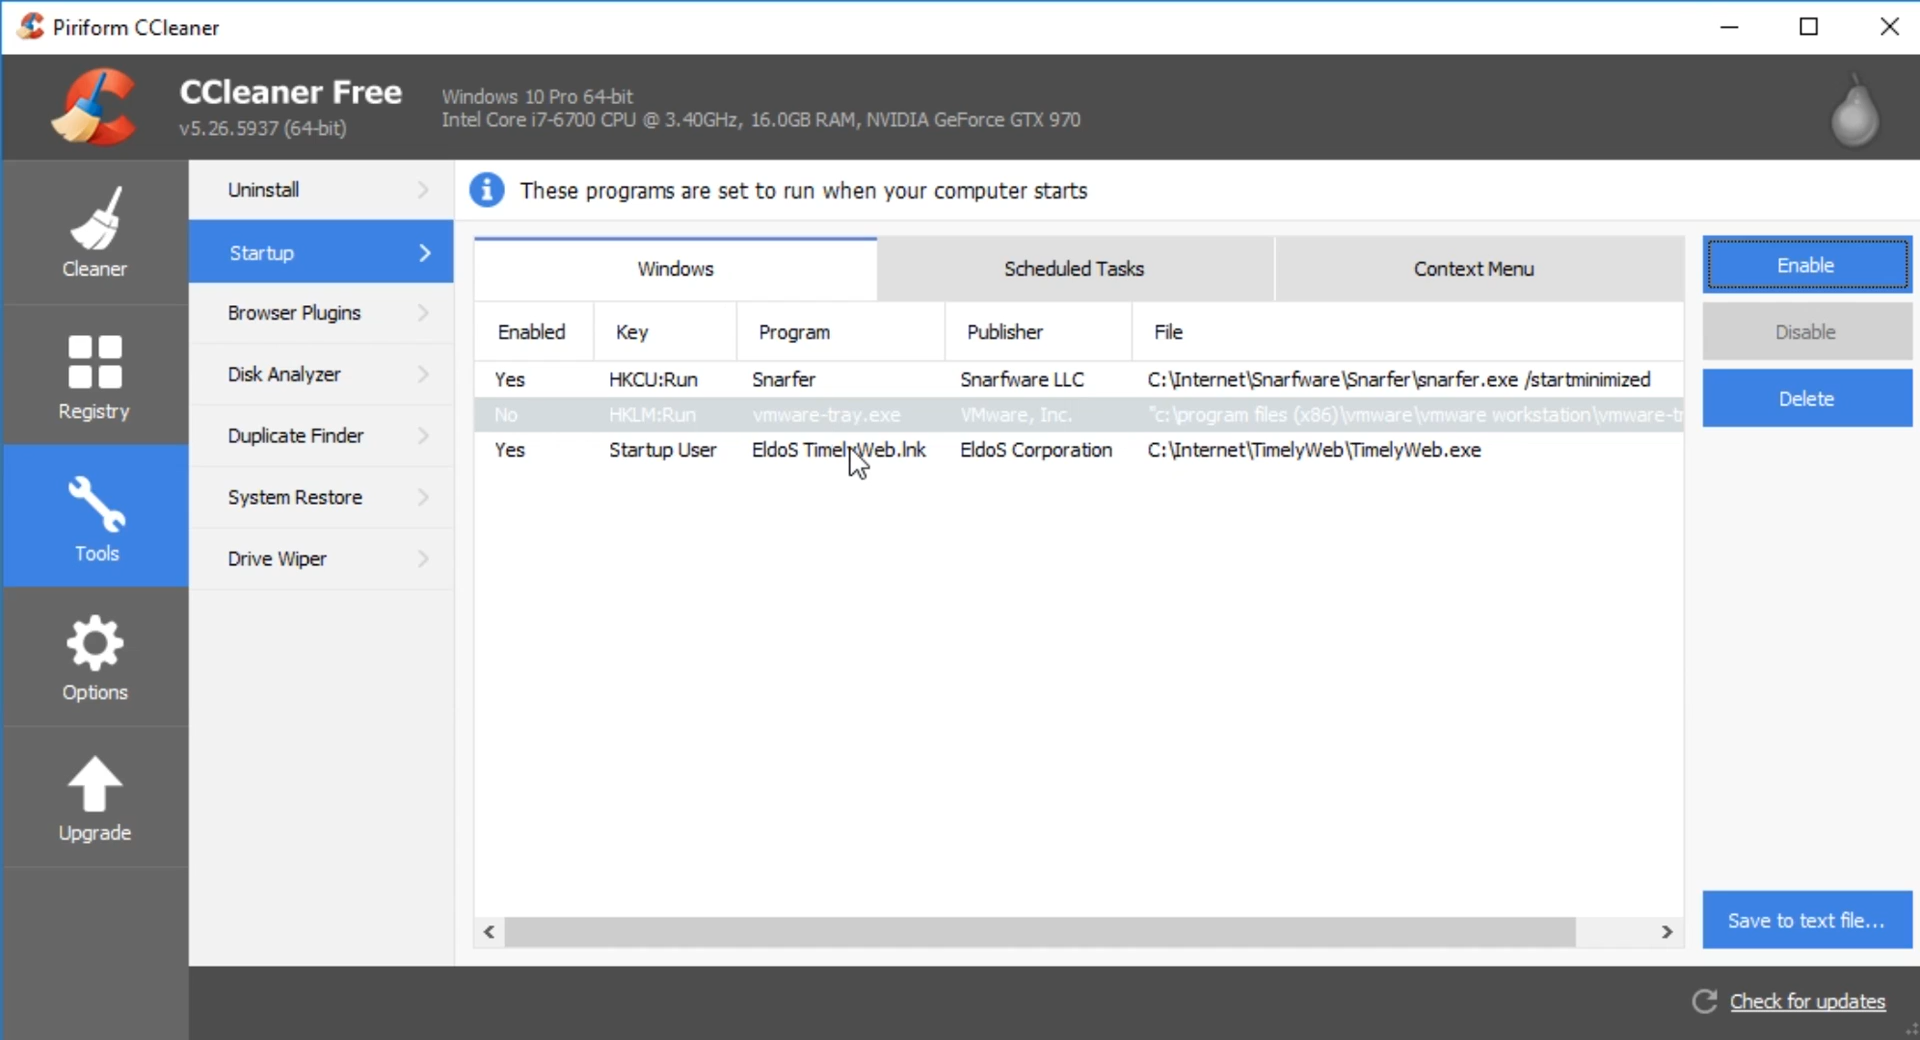 Piriform CCleaner
CCleaner Free
v5.26.5937 (64-bit)
Windows 10 Pro 64-bit
Intel Core i7-6700 CPU @ 3.40GHz, 16.0GB RAM, NVIDIA GeForce GTX 970
Cleaner
Registry
Tools
Options
Upgrade
Uninstall
Startup
Browser Plugins
Disk Analyzer
Duplicate Finder
System Restore
Drive Wiper
These programs are set to run when your computer starts
Windows Scheduled Tasks Context Menu
Enabled Key Program Publisher File
Yes HKCU:Run Snarfer Snarfware LLC C:\Internet\Snarfware\Snarfer\snarfer.exe /startminimized
No HKLM:Run vmware-tray.exe VMware, Inc. "c:\program files (x86)\vmware\vmware workstation\vmware-tr
Yes Startup User EldoS TimelyWeb.lnk EldoS Corporation C:\Internet\TimelyWeb\TimelyWeb.exe
Enable
Disable
Delete
Save to text file...
Check for updates